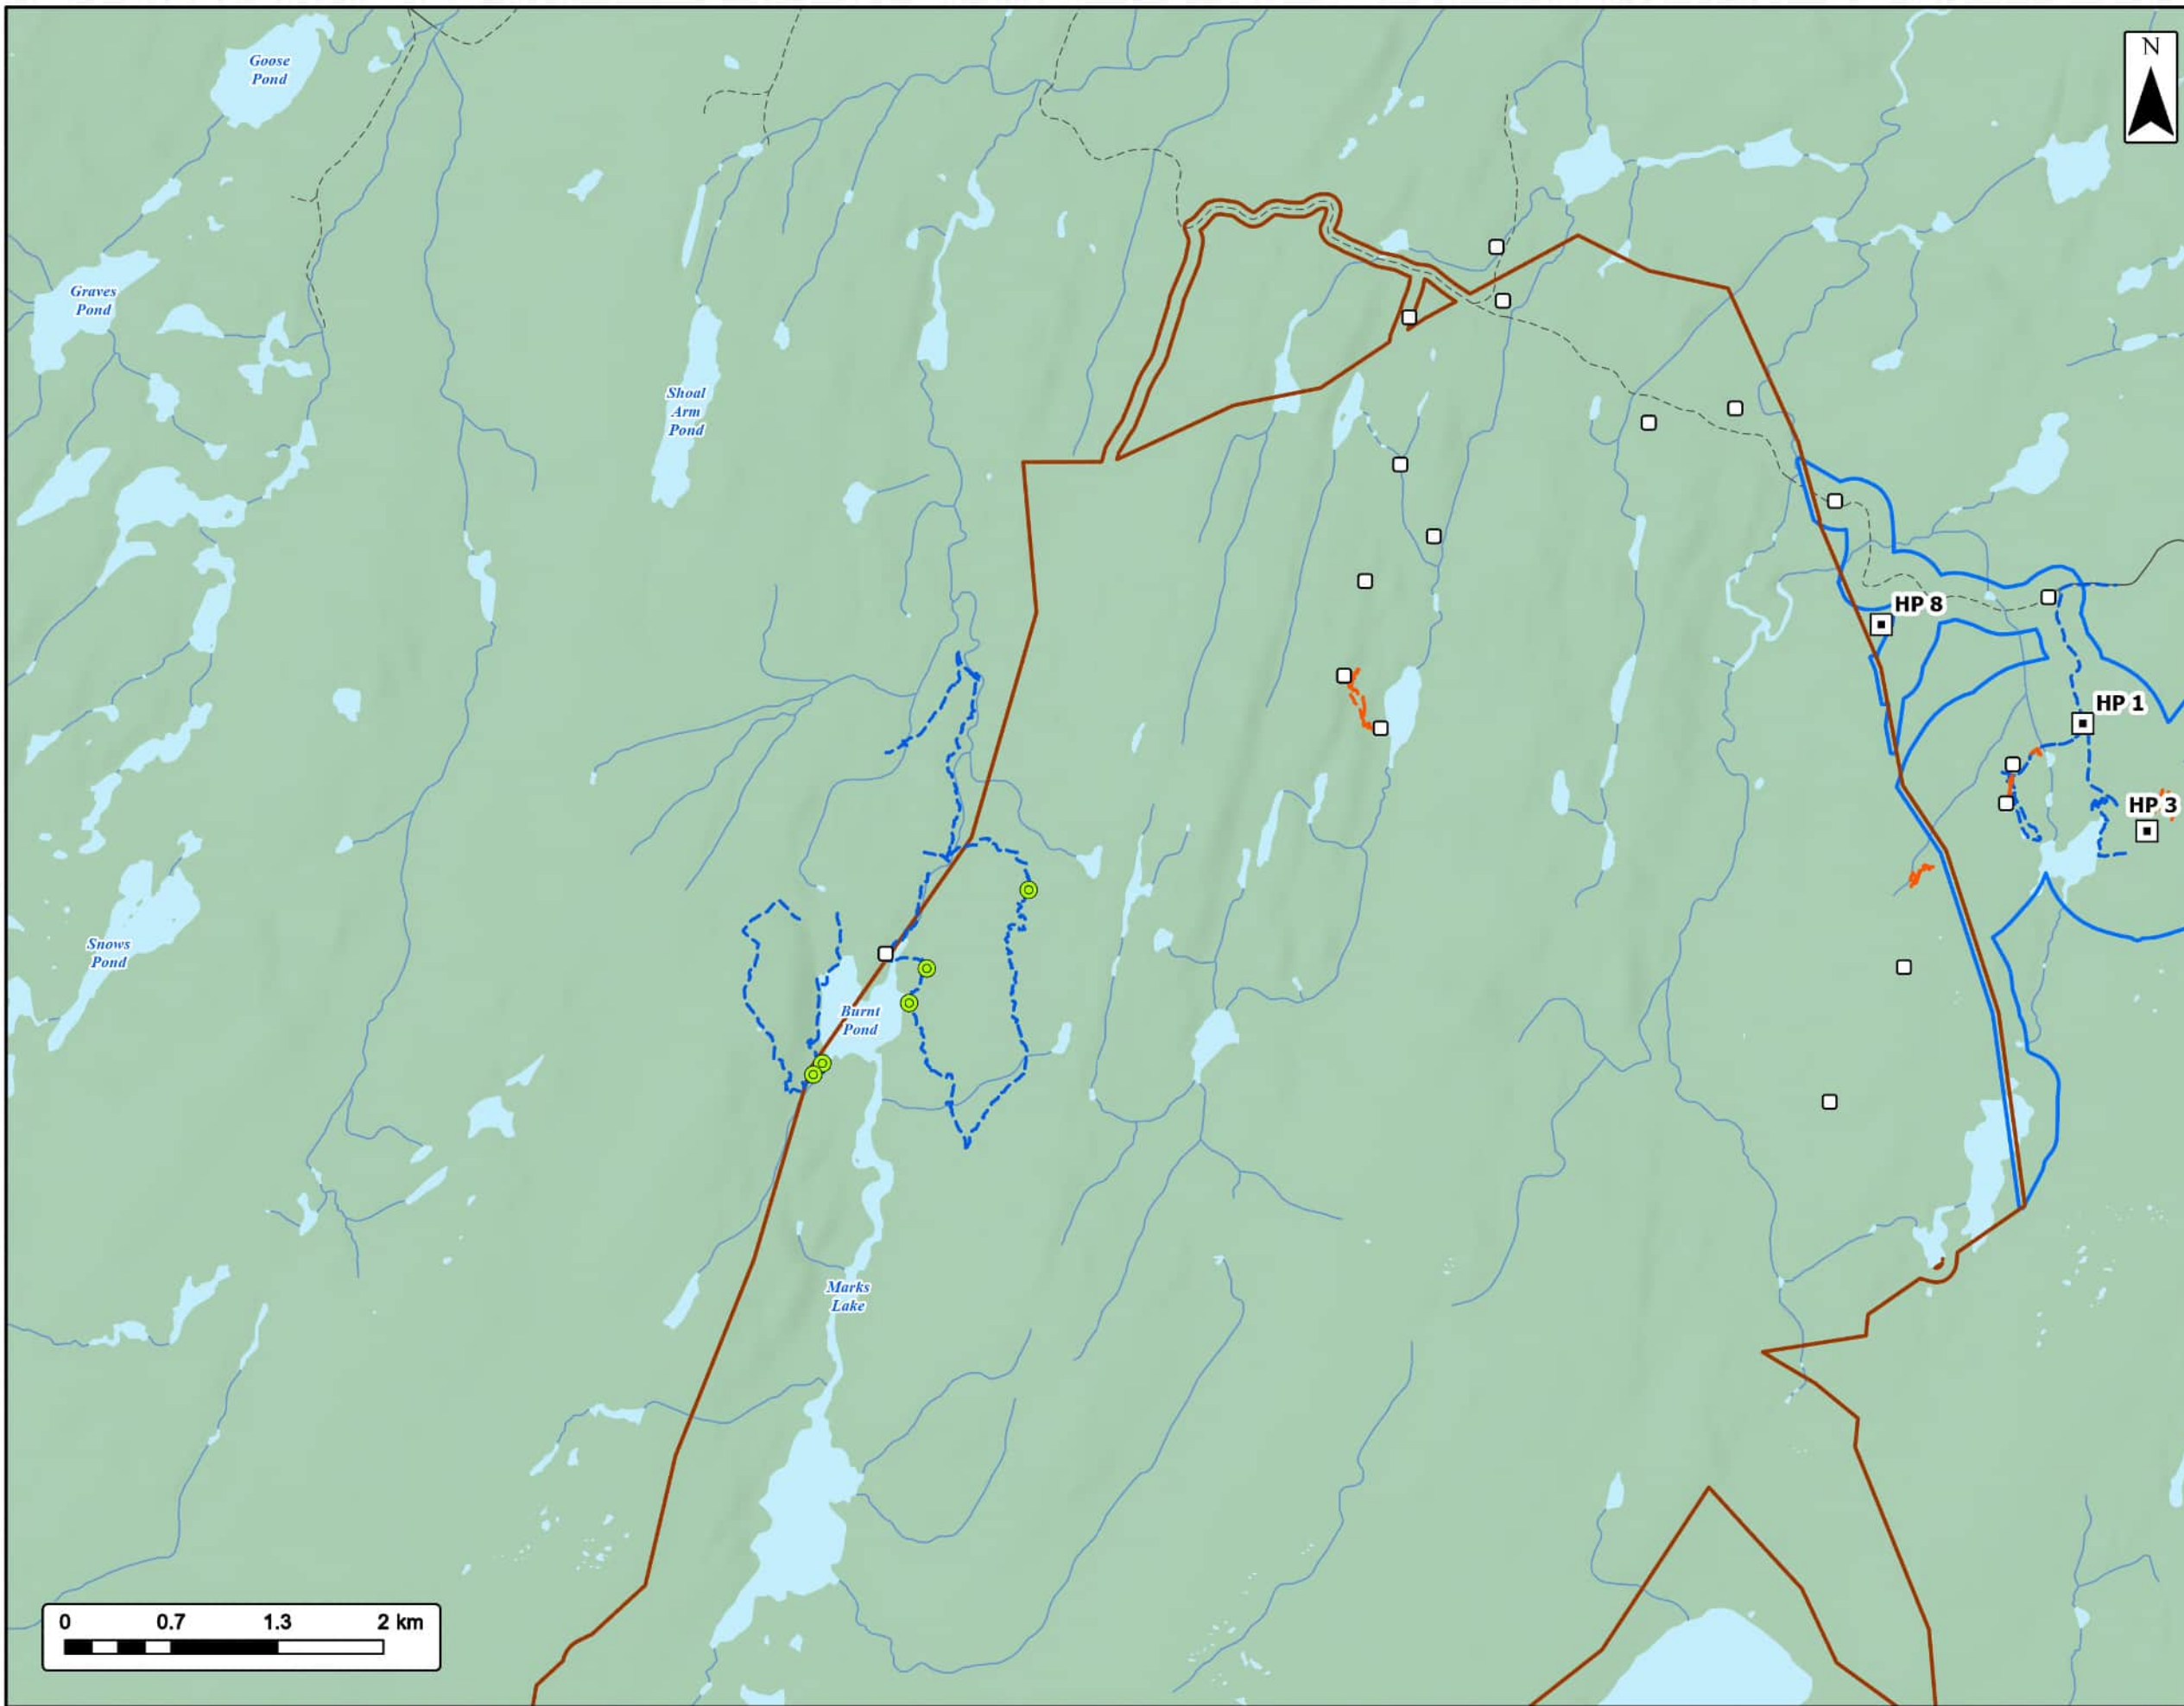 Goose
Pond
N
Graves
Pond
Shoal
Arm
Pond
HP 8
HP 1
HP 3
Snows
Pond
Burnt
Pond
Marks
Lake
0 0.7 1.3 2 km